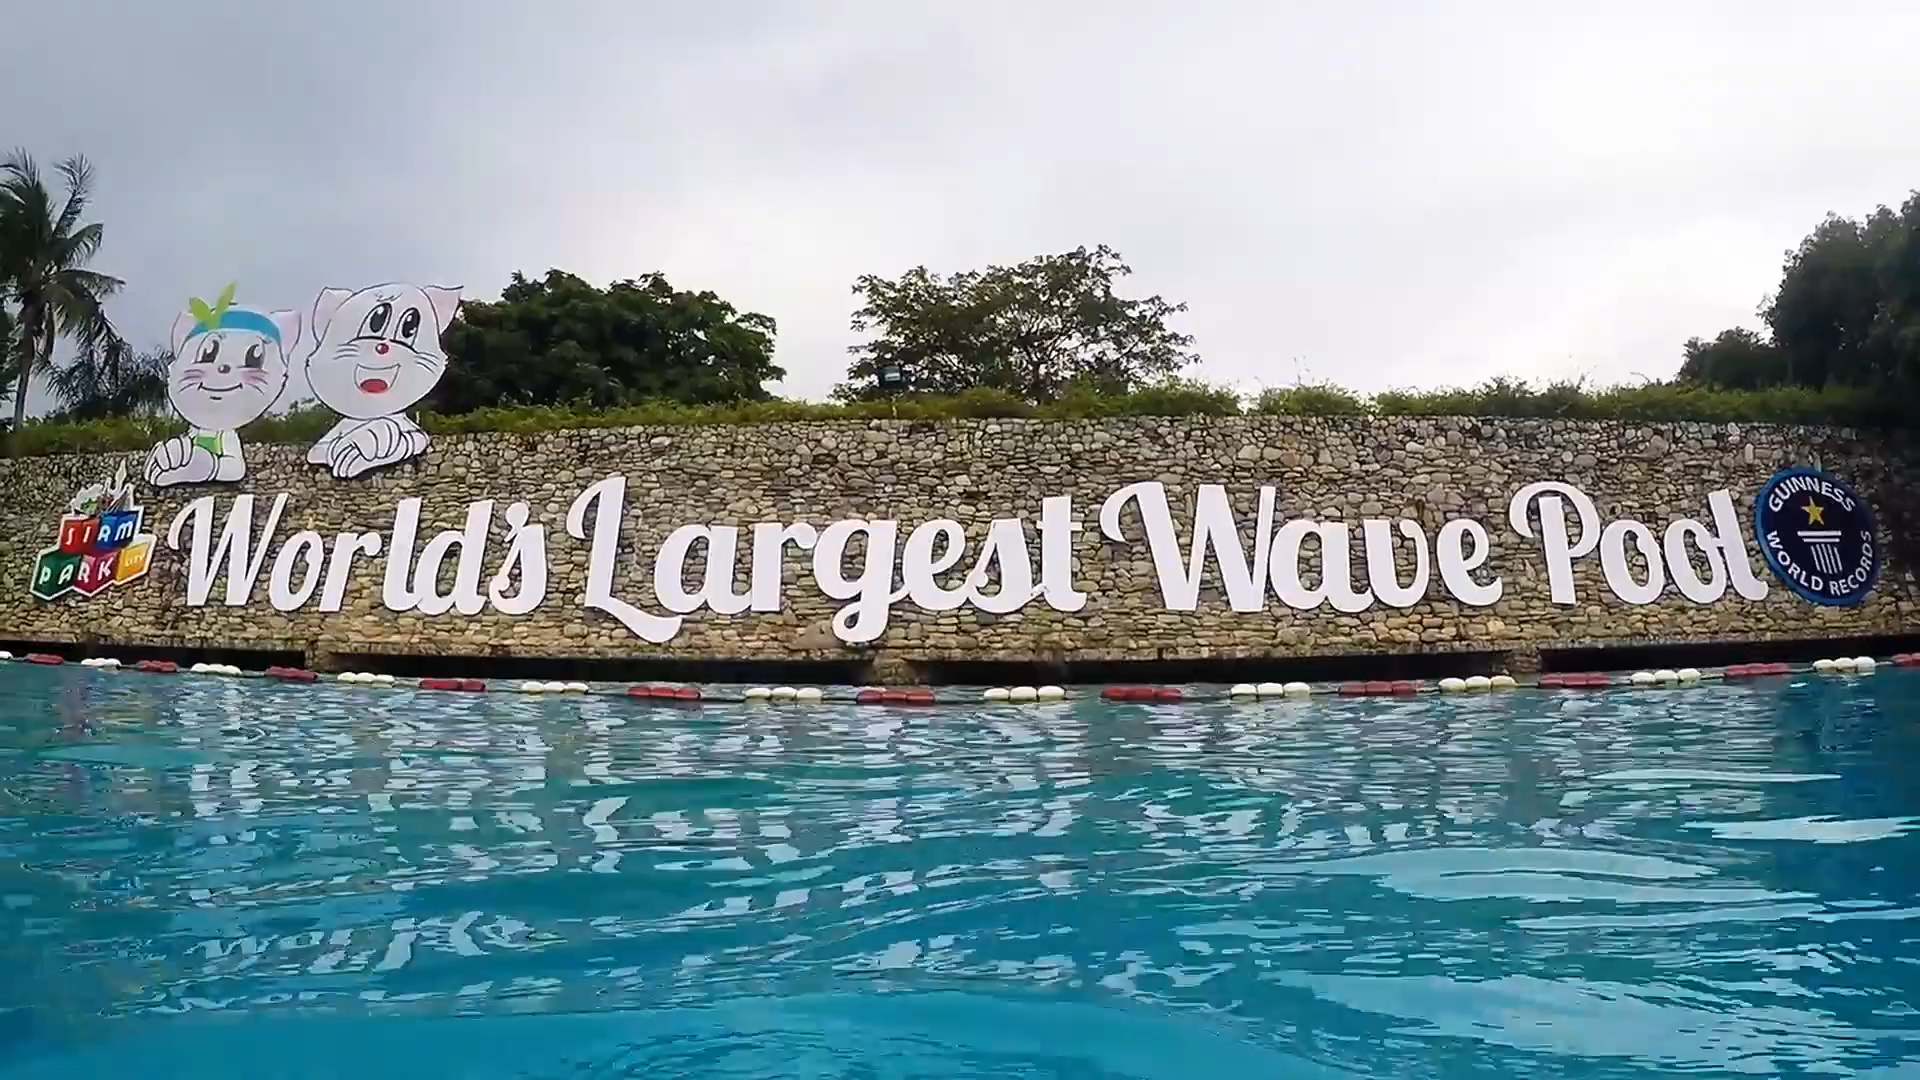 SIAM
PARK
CITY
World's Largest Wave Pool
GUINNESS
WORLD RECORDS